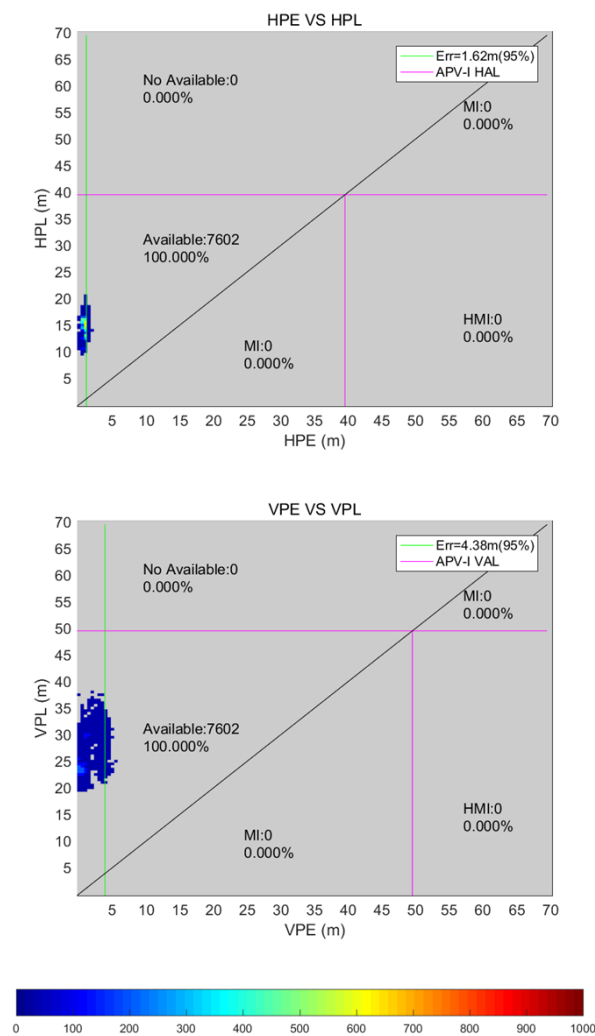 HPE VS HPL
70
65
60
55
50
45
40
35
30
25
20
15
10
5
HPL (m)
Err=1.62m(95%)
APV-I HAL
No Available:0
0.000%
MI:0
0.000%
Available:7602
100.000%
HMI:0
0.000%
MI:0
0.000%
5 10 15 20 25 30 35 40 45 50 55 60 65 70
HPE (m)
VPE VS VPL
70
65
60
55
50
45
40
35
30
25
20
15
10
5
VPL (m)
Err=4.38m(95%)
APV-I VAL
No Available:0
0.000%
MI:0
0.000%
Available:7602
100.000%
HMI:0
0.000%
MI:0
0.000%
5 10 15 20 25 30 35 40 45 50 55 60 65 70
VPE (m)
0 100 200 300 400 500 600 700 800 900 1000